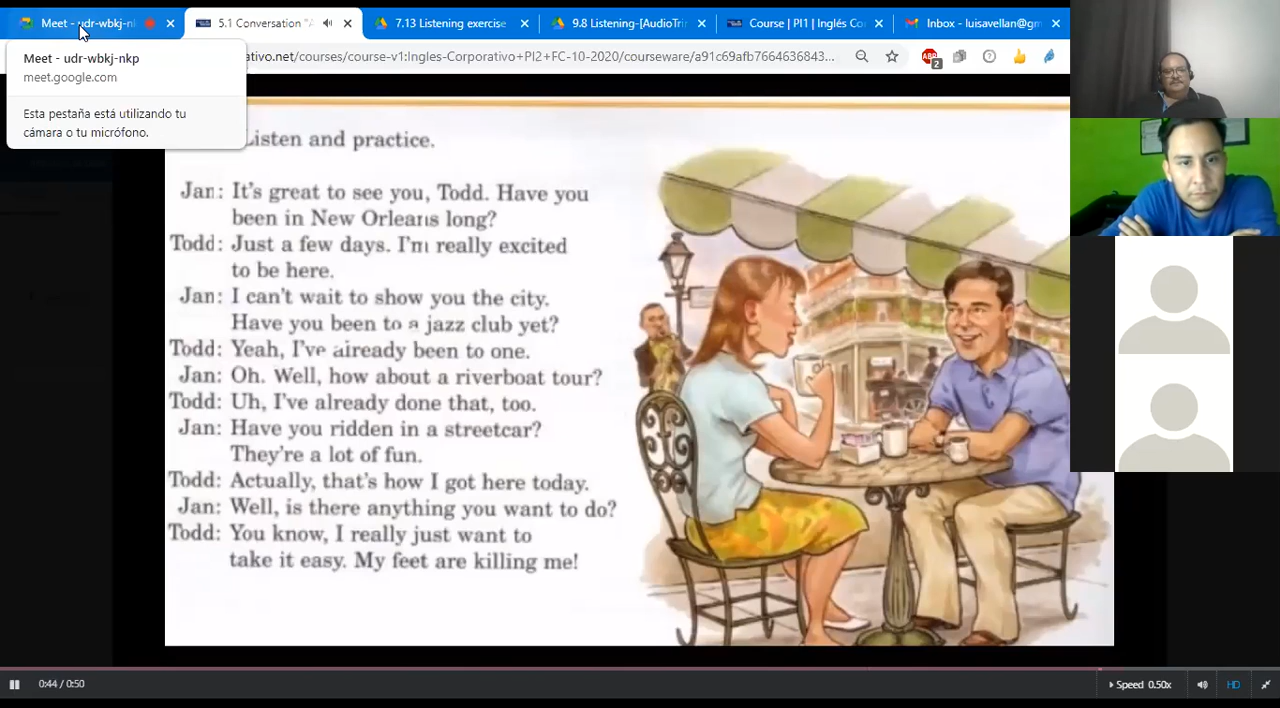 Meet - udr-wbkj-nk
5.1 Conversation "A
7.13 Listening exercise
9.8 Listening-[AudioTri
Course | PI1 | Inglés Co
Inbox - luisavellan@gm
ativo.net/courses/course-v1:Ingles-Corporativo+PI2+FC-10-2020/courseware/a91c69afb7664636843...
ABP
2
Meet - udr-wbkj-nkp
meet.google.com
Esta pestaña está utilizando tu
cámara o tu micrófono.
Listen and practice.
Jan: It's great to see you, Todd. Have you
been in New Orleans long?
Todd: Just a few days. I'm really excited
to be here.
Jan: I can't wait to show you the city.
Have you been to a jazz club yet?
Todd: Yeah, I've already been to one.
Jan: Oh. Well, how about a riverboat tour?
Todd: Uh, I've already done that, too.
Jan: Have you ridden in a streetcar?
They're a lot of fun.
Todd: Actually, that's how I got here today.
Jan: Well, is there anything you want to do?
Todd: You know, I really just want to
take it easy. My feet are killing me!
0:44 / 0:50
Speed 0.50x
HD